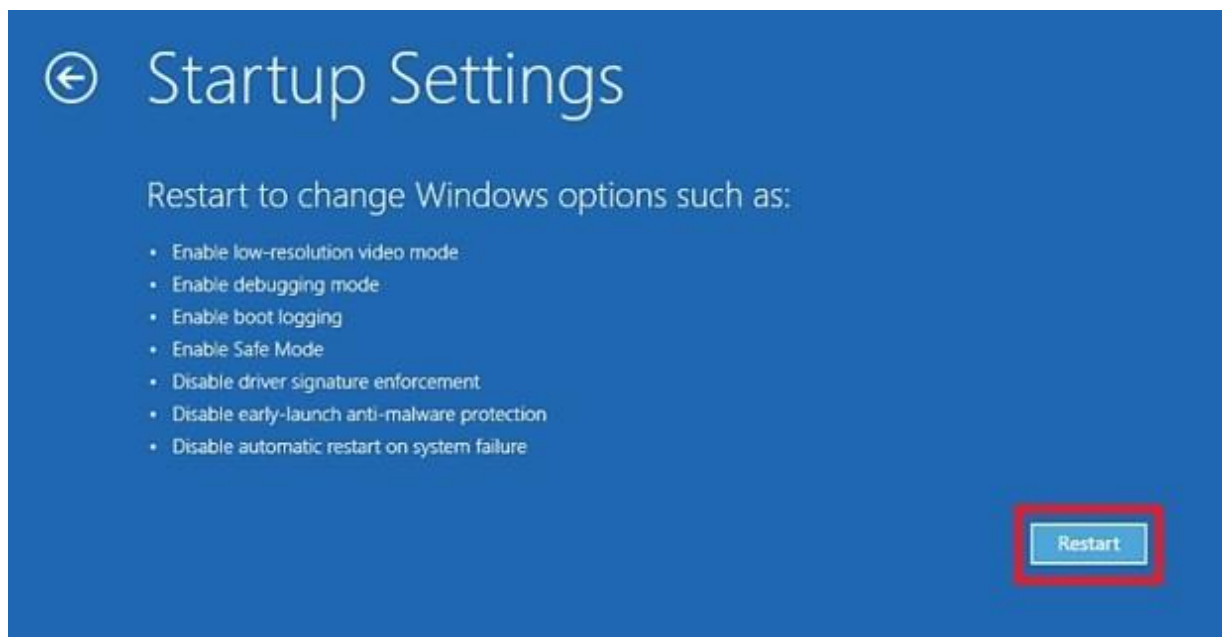 Startup Settings
Restart to change Windows options such as:
• Enable low-resolution video mode
• Enable debugging mode
• Enable boot logging
• Enable Safe Mode
• Disable driver signature enforcement
• Disable early-launch anti-malware protection
• Disable automatic restart on system failure
Restart